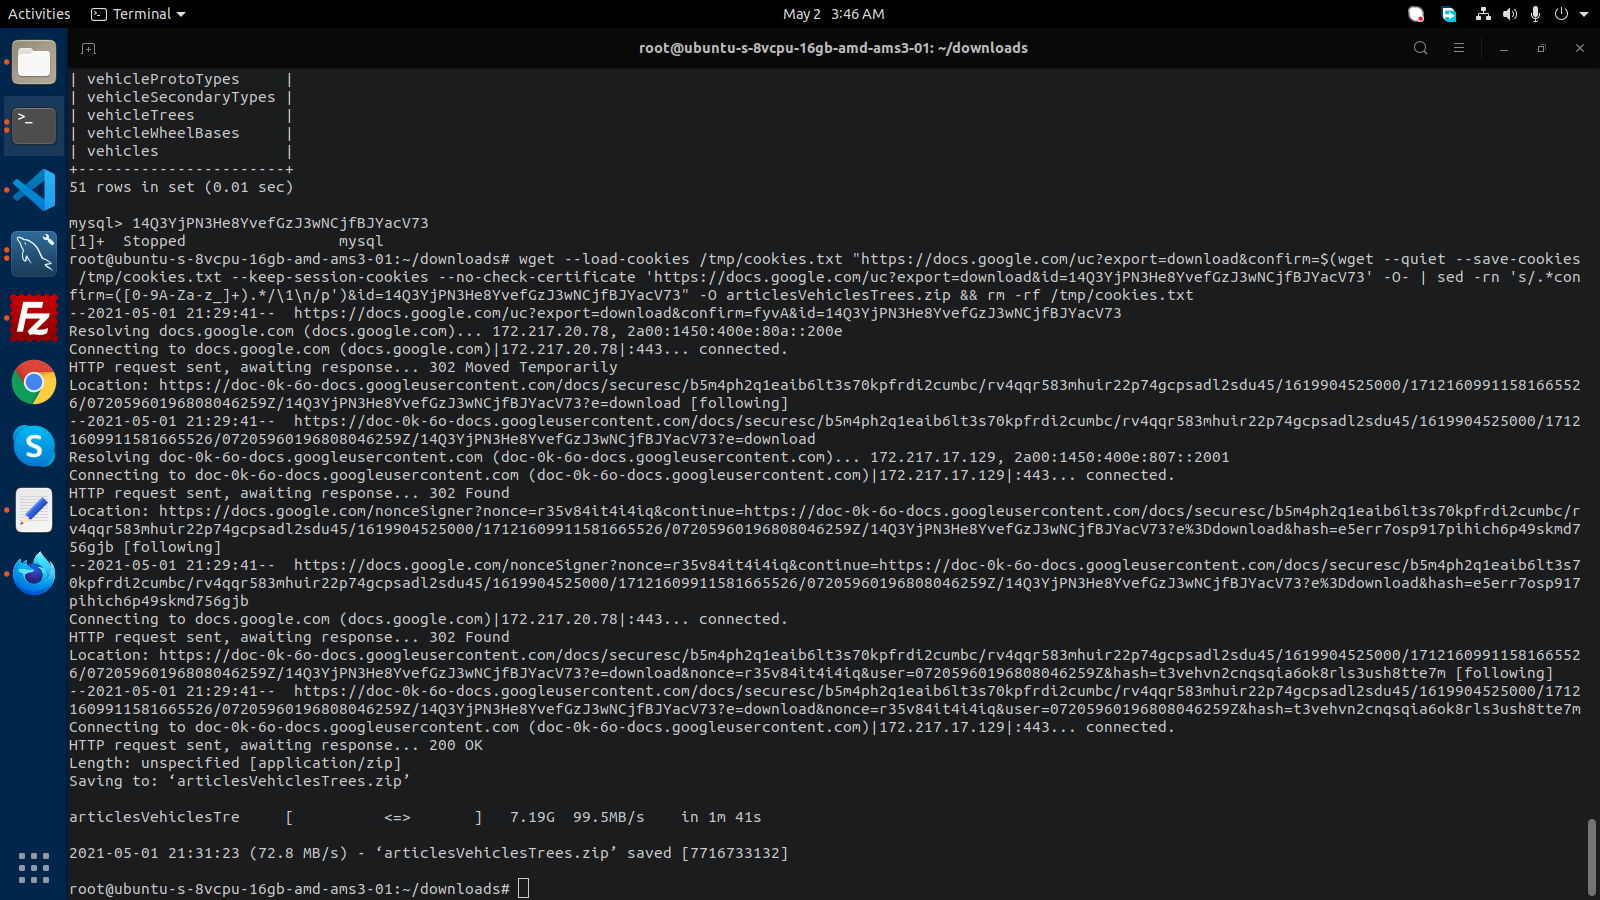 Activities Terminal May 2 3:46 AM
root@ubuntu-s-8vcpu-16gb-amd-ams3-01: ~/downloads
| vehicleProtoTypes     |
| vehicleSecondaryTypes |
| vehicleTrees          |
| vehicleWheelBases     |
| vehicles              |
+-----------------------+
51 rows in set (0.01 sec)
mysql> 14Q3YjPN3He8YvefGzJ3wNCjfBJYacV73
[1]+  Stopped                 mysql
root@ubuntu-s-8vcpu-16gb-amd-ams3-01:~/downloads# wget --load-cookies /tmp/cookies.txt "https://docs.google.com/uc?export=download&confirm=$(wget --quiet --save-cookies
 /tmp/cookies.txt --keep-session-cookies --no-check-certificate 'https://docs.google.com/uc?export=download&id=14Q3YjPN3He8YvefGzJ3wNCjfBJYacV73' -O- | sed -rn 's/.*con
firm=([0-9A-Za-z_]+).*/\1\n/p')&id=14Q3YjPN3He8YvefGzJ3wNCjfBJYacV73" -O articlesVehiclesTrees.zip && rm -rf /tmp/cookies.txt
--2021-05-01 21:29:41--  https://docs.google.com/uc?export=download&confirm=fyvA&id=14Q3YjPN3He8YvefGzJ3wNCjfBJYacV73
Resolving docs.google.com (docs.google.com)... 172.217.20.78, 2a00:1450:400e:80a::200e
Connecting to docs.google.com (docs.google.com)|172.217.20.78|:443... connected.
HTTP request sent, awaiting response... 302 Moved Temporarily
Location: https://doc-0k-6o-docs.googleusercontent.com/docs/securesc/b5m4ph2q1eaib6lt3s70kpfrdi2cumbc/rv4qqr583mhuir22p74gcpsadl2sdu45/1619904525000/1712160991158166552
6/07205960196808046259Z/14Q3YjPN3He8YvefGzJ3wNCjfBJYacV73?e=download [following]
--2021-05-01 21:29:41--  https://doc-0k-6o-docs.googleusercontent.com/docs/securesc/b5m4ph2q1eaib6lt3s70kpfrdi2cumbc/rv4qqr583mhuir22p74gcpsadl2sdu45/1619904525000/1712
1609911581665526/07205960196808046259Z/14Q3YjPN3He8YvefGzJ3wNCjfBJYacV73?e=download
Resolving doc-0k-6o-docs.googleusercontent.com (doc-0k-6o-docs.googleusercontent.com)... 172.217.17.129, 2a00:1450:400e:807::2001
Connecting to doc-0k-6o-docs.googleusercontent.com (doc-0k-6o-docs.googleusercontent.com)|172.217.17.129|:443... connected.
HTTP request sent, awaiting response... 302 Found
Location: https://docs.google.com/nonceSigner?nonce=r35v84it4i4iq&continue=https://doc-0k-6o-docs.googleusercontent.com/docs/securesc/b5m4ph2q1eaib6lt3s70kpfrdi2cumbc/r
v4qqr583mhuir22p74gcpsadl2sdu45/1619904525000/17121609911581665526/07205960196808046259Z/14Q3YjPN3He8YvefGzJ3wNCjfBJYacV73?e%3Ddownload&hash=e5err7osp917pihich6p49skmd7
56gjb [following]
--2021-05-01 21:29:41--  https://docs.google.com/nonceSigner?nonce=r35v84it4i4iq&continue=https://doc-0k-6o-docs.googleusercontent.com/docs/securesc/b5m4ph2q1eaib6lt3s7
0kpfrdi2cumbc/rv4qqr583mhuir22p74gcpsadl2sdu45/1619904525000/17121609911581665526/07205960196808046259Z/14Q3YjPN3He8YvefGzJ3wNCjfBJYacV73?e%3Ddownload&hash=e5err7osp917
pihich6p49skmd756gjb
Connecting to docs.google.com (docs.google.com)|172.217.20.78|:443... connected.
HTTP request sent, awaiting response... 302 Found
Location: https://doc-0k-6o-docs.googleusercontent.com/docs/securesc/b5m4ph2q1eaib6lt3s70kpfrdi2cumbc/rv4qqr583mhuir22p74gcpsadl2sdu45/1619904525000/1712160991158166552
6/07205960196808046259Z/14Q3YjPN3He8YvefGzJ3wNCjfBJYacV73?e=download&nonce=r35v84it4i4iq&user=07205960196808046259Z&hash=t3vehvn2cnqsqia6ok8rls3ush8tte7m [following]
--2021-05-01 21:29:41--  https://doc-0k-6o-docs.googleusercontent.com/docs/securesc/b5m4ph2q1eaib6lt3s70kpfrdi2cumbc/rv4qqr583mhuir22p74gcpsadl2sdu45/1619904525000/1712
1609911581665526/07205960196808046259Z/14Q3YjPN3He8YvefGzJ3wNCjfBJYacV73?e=download&nonce=r35v84it4i4iq&user=07205960196808046259Z&hash=t3vehvn2cnqsqia6ok8rls3ush8tte7m
Connecting to doc-0k-6o-docs.googleusercontent.com (doc-0k-6o-docs.googleusercontent.com)|172.217.17.129|:443... connected.
HTTP request sent, awaiting response... 200 OK
Length: unspecified [application/zip]
Saving to: ‘articlesVehiclesTrees.zip’
articlesVehiclesTre     [          <=>       ]   7.19G  99.5MB/s    in 1m 41s
2021-05-01 21:31:23 (72.8 MB/s) - ‘articlesVehiclesTrees.zip’ saved [7716733132]
root@ubuntu-s-8vcpu-16gb-amd-ams3-01:~/downloads#